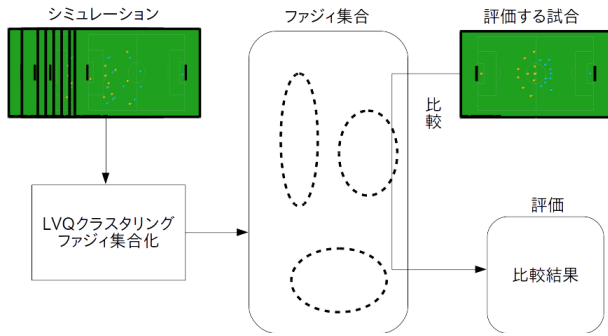 シミュレーション
ファジィ集合
評価する試合
比較
LVQクラスタリング
ファジィ集合化
評価
比較結果